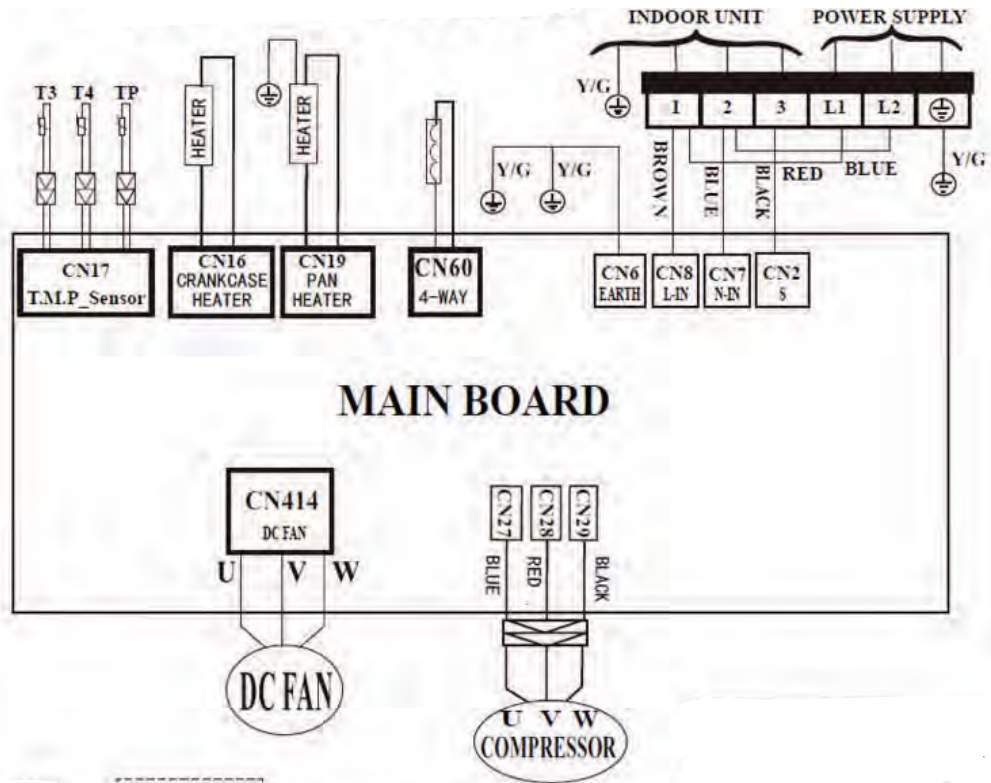 INDOOR UNIT POWER SUPPLY
T3 T4 TP
Y/G
1 2 3 L1 L2
HEATER
HEATER
Y/G Y/G
BROWN
BLUE
BLACK
RED BLUE
Y/G
CN17
T.M.P_Sensor
CN16
CRANKCASE
HEATER
CN19
PAN
HEATER
CN60
4-WAY
CN6
EARTH
CN8
L-IN
CN7
N-IN
CN2
S
MAIN BOARD
CN414
DC FAN
U V W
CN27
CN28
CN29
BLUE
RED
BLACK
DC FAN
U V W
COMPRESSOR